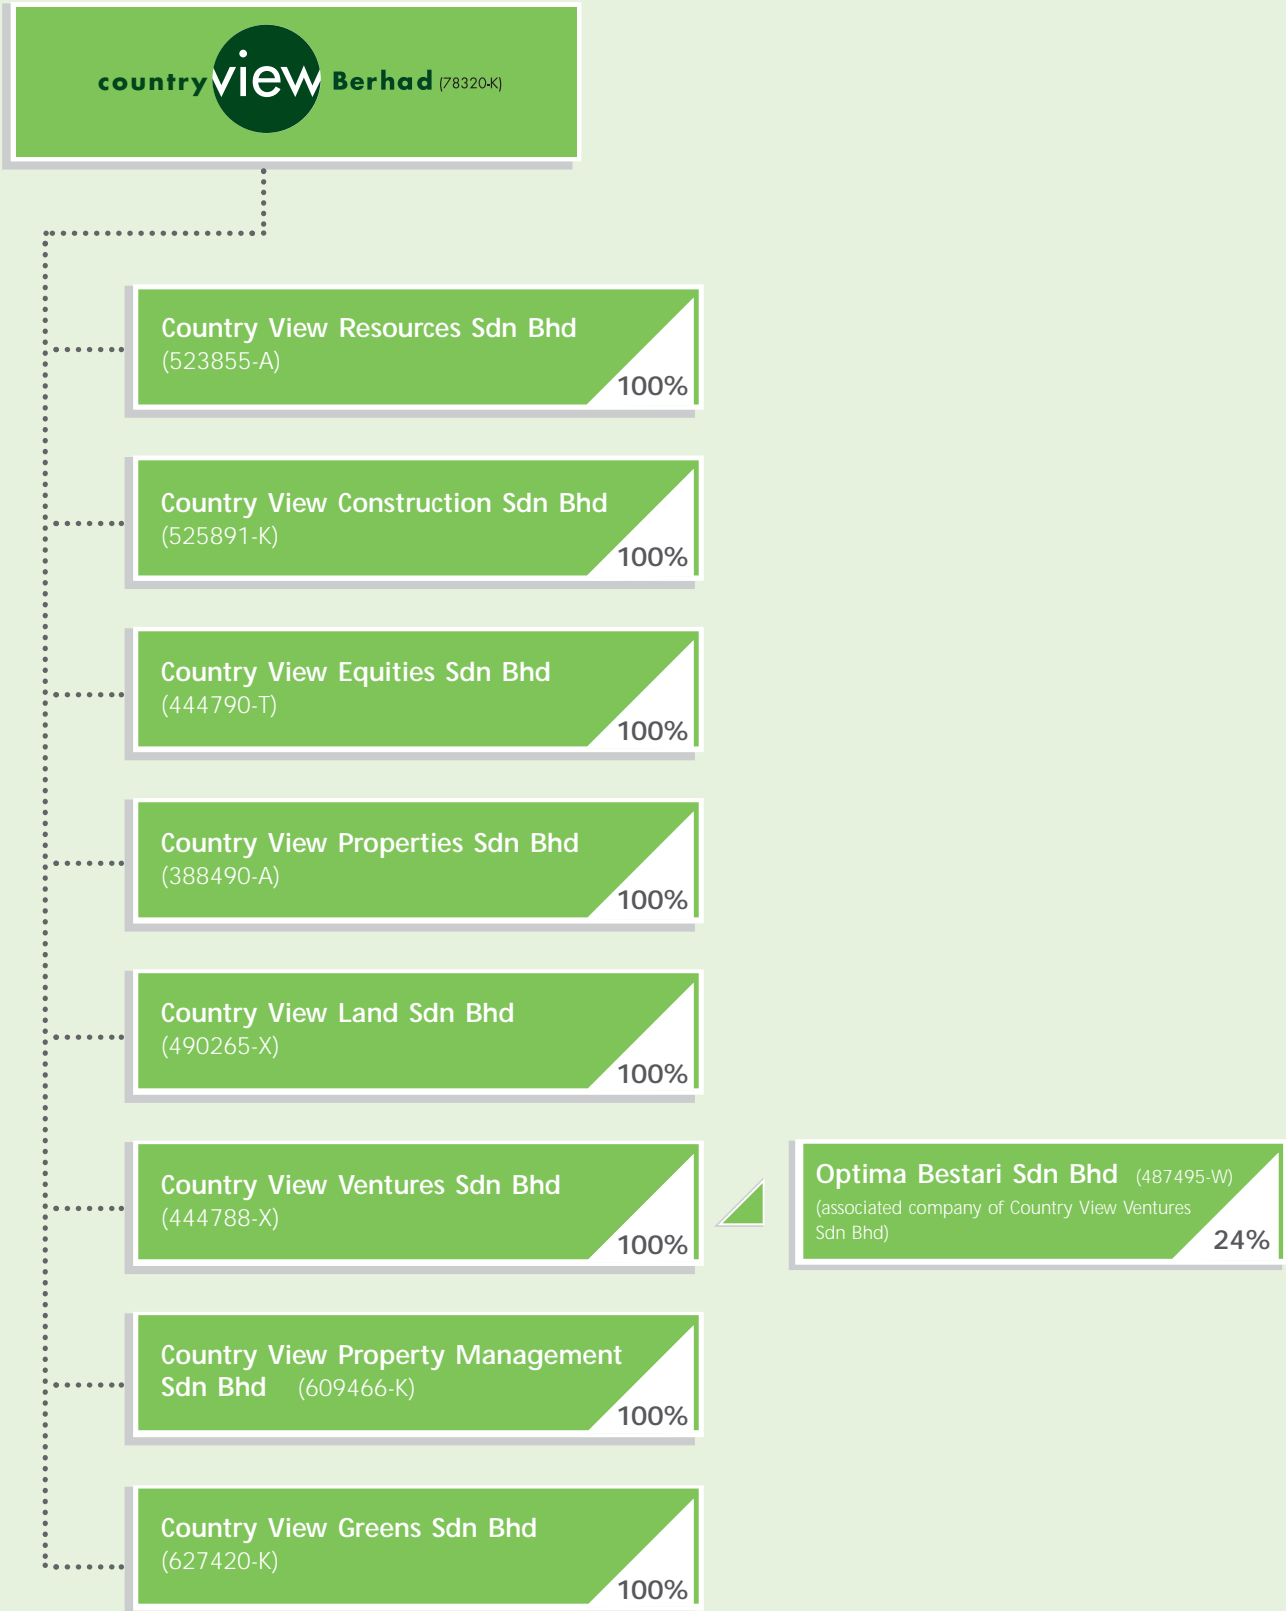 country view Berhad (78320-K)
Country View Resources Sdn Bhd
(523855-A)
100%
Country View Construction Sdn Bhd
(525891-K)
100%
Country View Equities Sdn Bhd
(444790-T)
100%
Country View Properties Sdn Bhd
(388490-A)
100%
Country View Land Sdn Bhd
(490265-X)
100%
Country View Ventures Sdn Bhd
(444788-X)
100%
Optima Bestari Sdn Bhd (487495-W)
(associated company of Country View Ventures
Sdn Bhd)
24%
Country View Property Management
Sdn Bhd (609466-K)
100%
Country View Greens Sdn Bhd
(627420-K)
100%